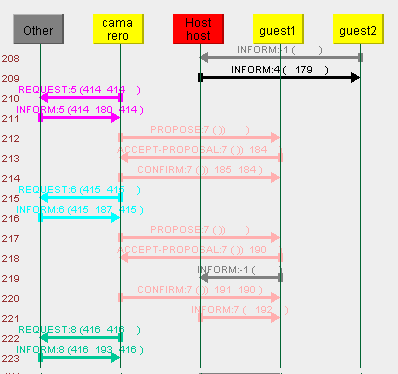 Other
cama
rero
Host
host
guest1
guest2
208 INFORM:-1 ( )
209 INFORM:4 ( 179 )
210 REQUEST:5 (414 414 )
211 INFORM:5 (414 180 414 )
212 PROPOSE:7 ( )) )
213 ACCEPT-PROPOSAL:7 ( )) 184
214 CONFIRM:7 ( )) 185 184 )
215 REQUEST:6 (415 415 )
216 INFORM:6 (415 187 415 )
217 PROPOSE:7 ( )) )
218 ACCEPT-PROPOSAL:7 ( )) 190
219 INFORM:-1 (
220 CONFIRM:7 ( )) 191 190 )
221 INFORM:7 ( 192 )
222 REQUEST:8 (416 416 )
223 INFORM:8 (416 193 416 )